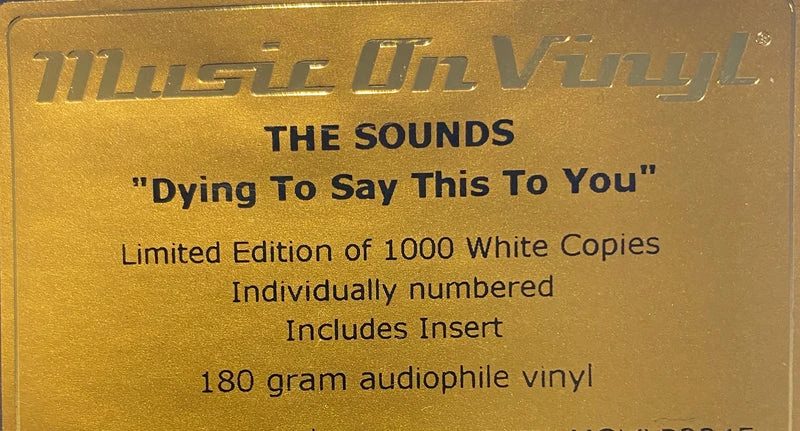 Music On Vinyl®
THE SOUNDS
"Dying To Say This To You"
Limited Edition of 1000 White Copies
Individually numbered
Includes Insert
180 gram audiophile vinyl